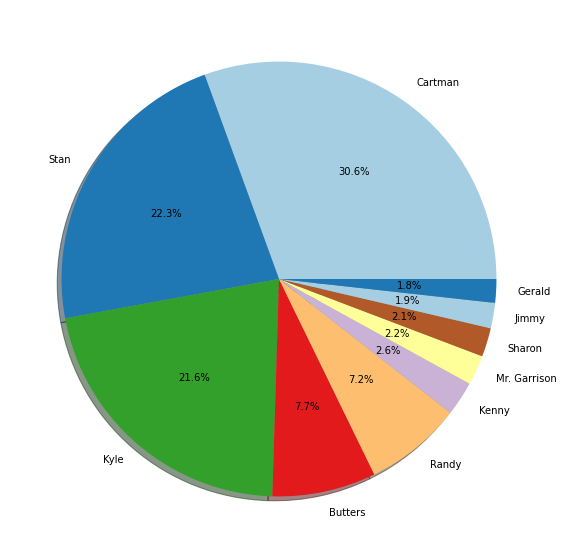 Cartman
30.6%
Stan
22.3%
Kyle
21.6%
Butters
7.7%
Randy
7.2%
Kenny
2.6%
Mr. Garrison
2.2%
Sharon
2.1%
Jimmy
1.9%
Gerald
1.8%